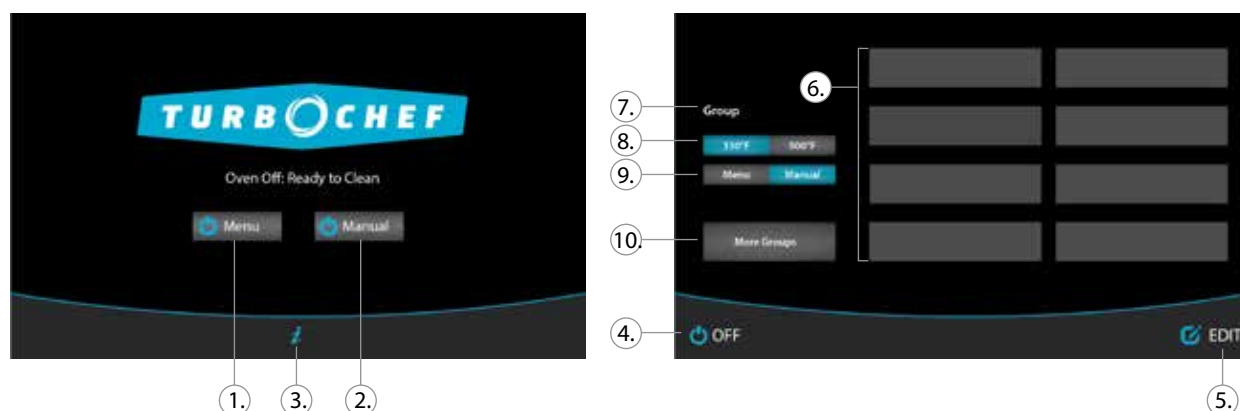 TURBOCHEF
Oven Off: Ready to Clean
Menu
Manual
1.
3.
2.
6.
7.
Group
8.
9.
Menu
Manual
10.
More Groups
4.
OFF
EDIT
5.